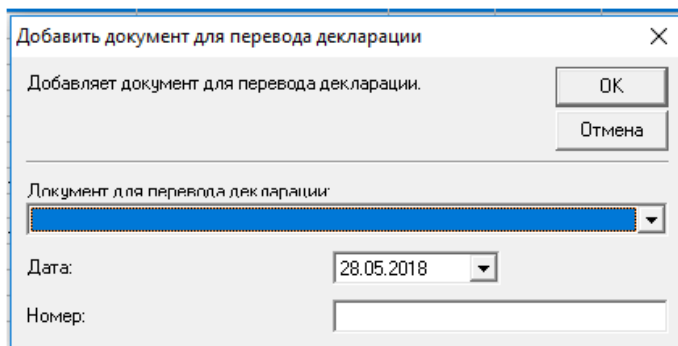 Добавить документ для перевода декларации
Добавляет документ для перевода декларации.
OK
Отмена
Документ для перевода декларации:
Дата:
28.05.2018
Номер: